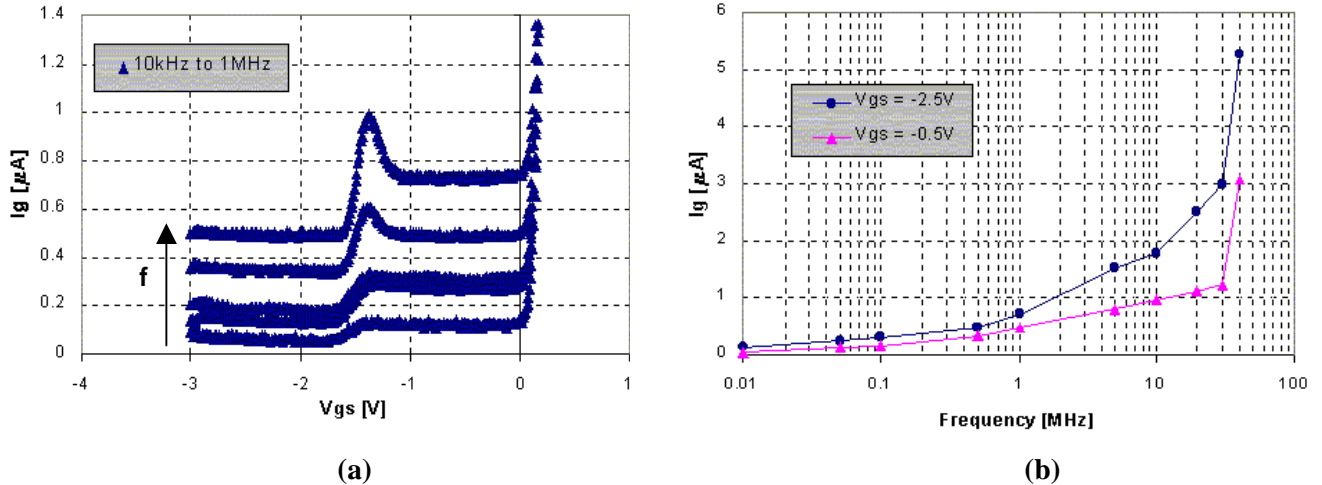 1.4
1.2
1
0.8
0.6
0.4
0.2
0
Ig [µA]
10kHz to 1MHz
f
-4
-3
-2
-1
0
1
Vgs [V]
(a)
6
5
4
3
2
1
0
Ig [µA]
Vgs = -2.5V
Vgs = -0.5V
0.01
0.1
1
10
100
Frequency [MHz]
(b)